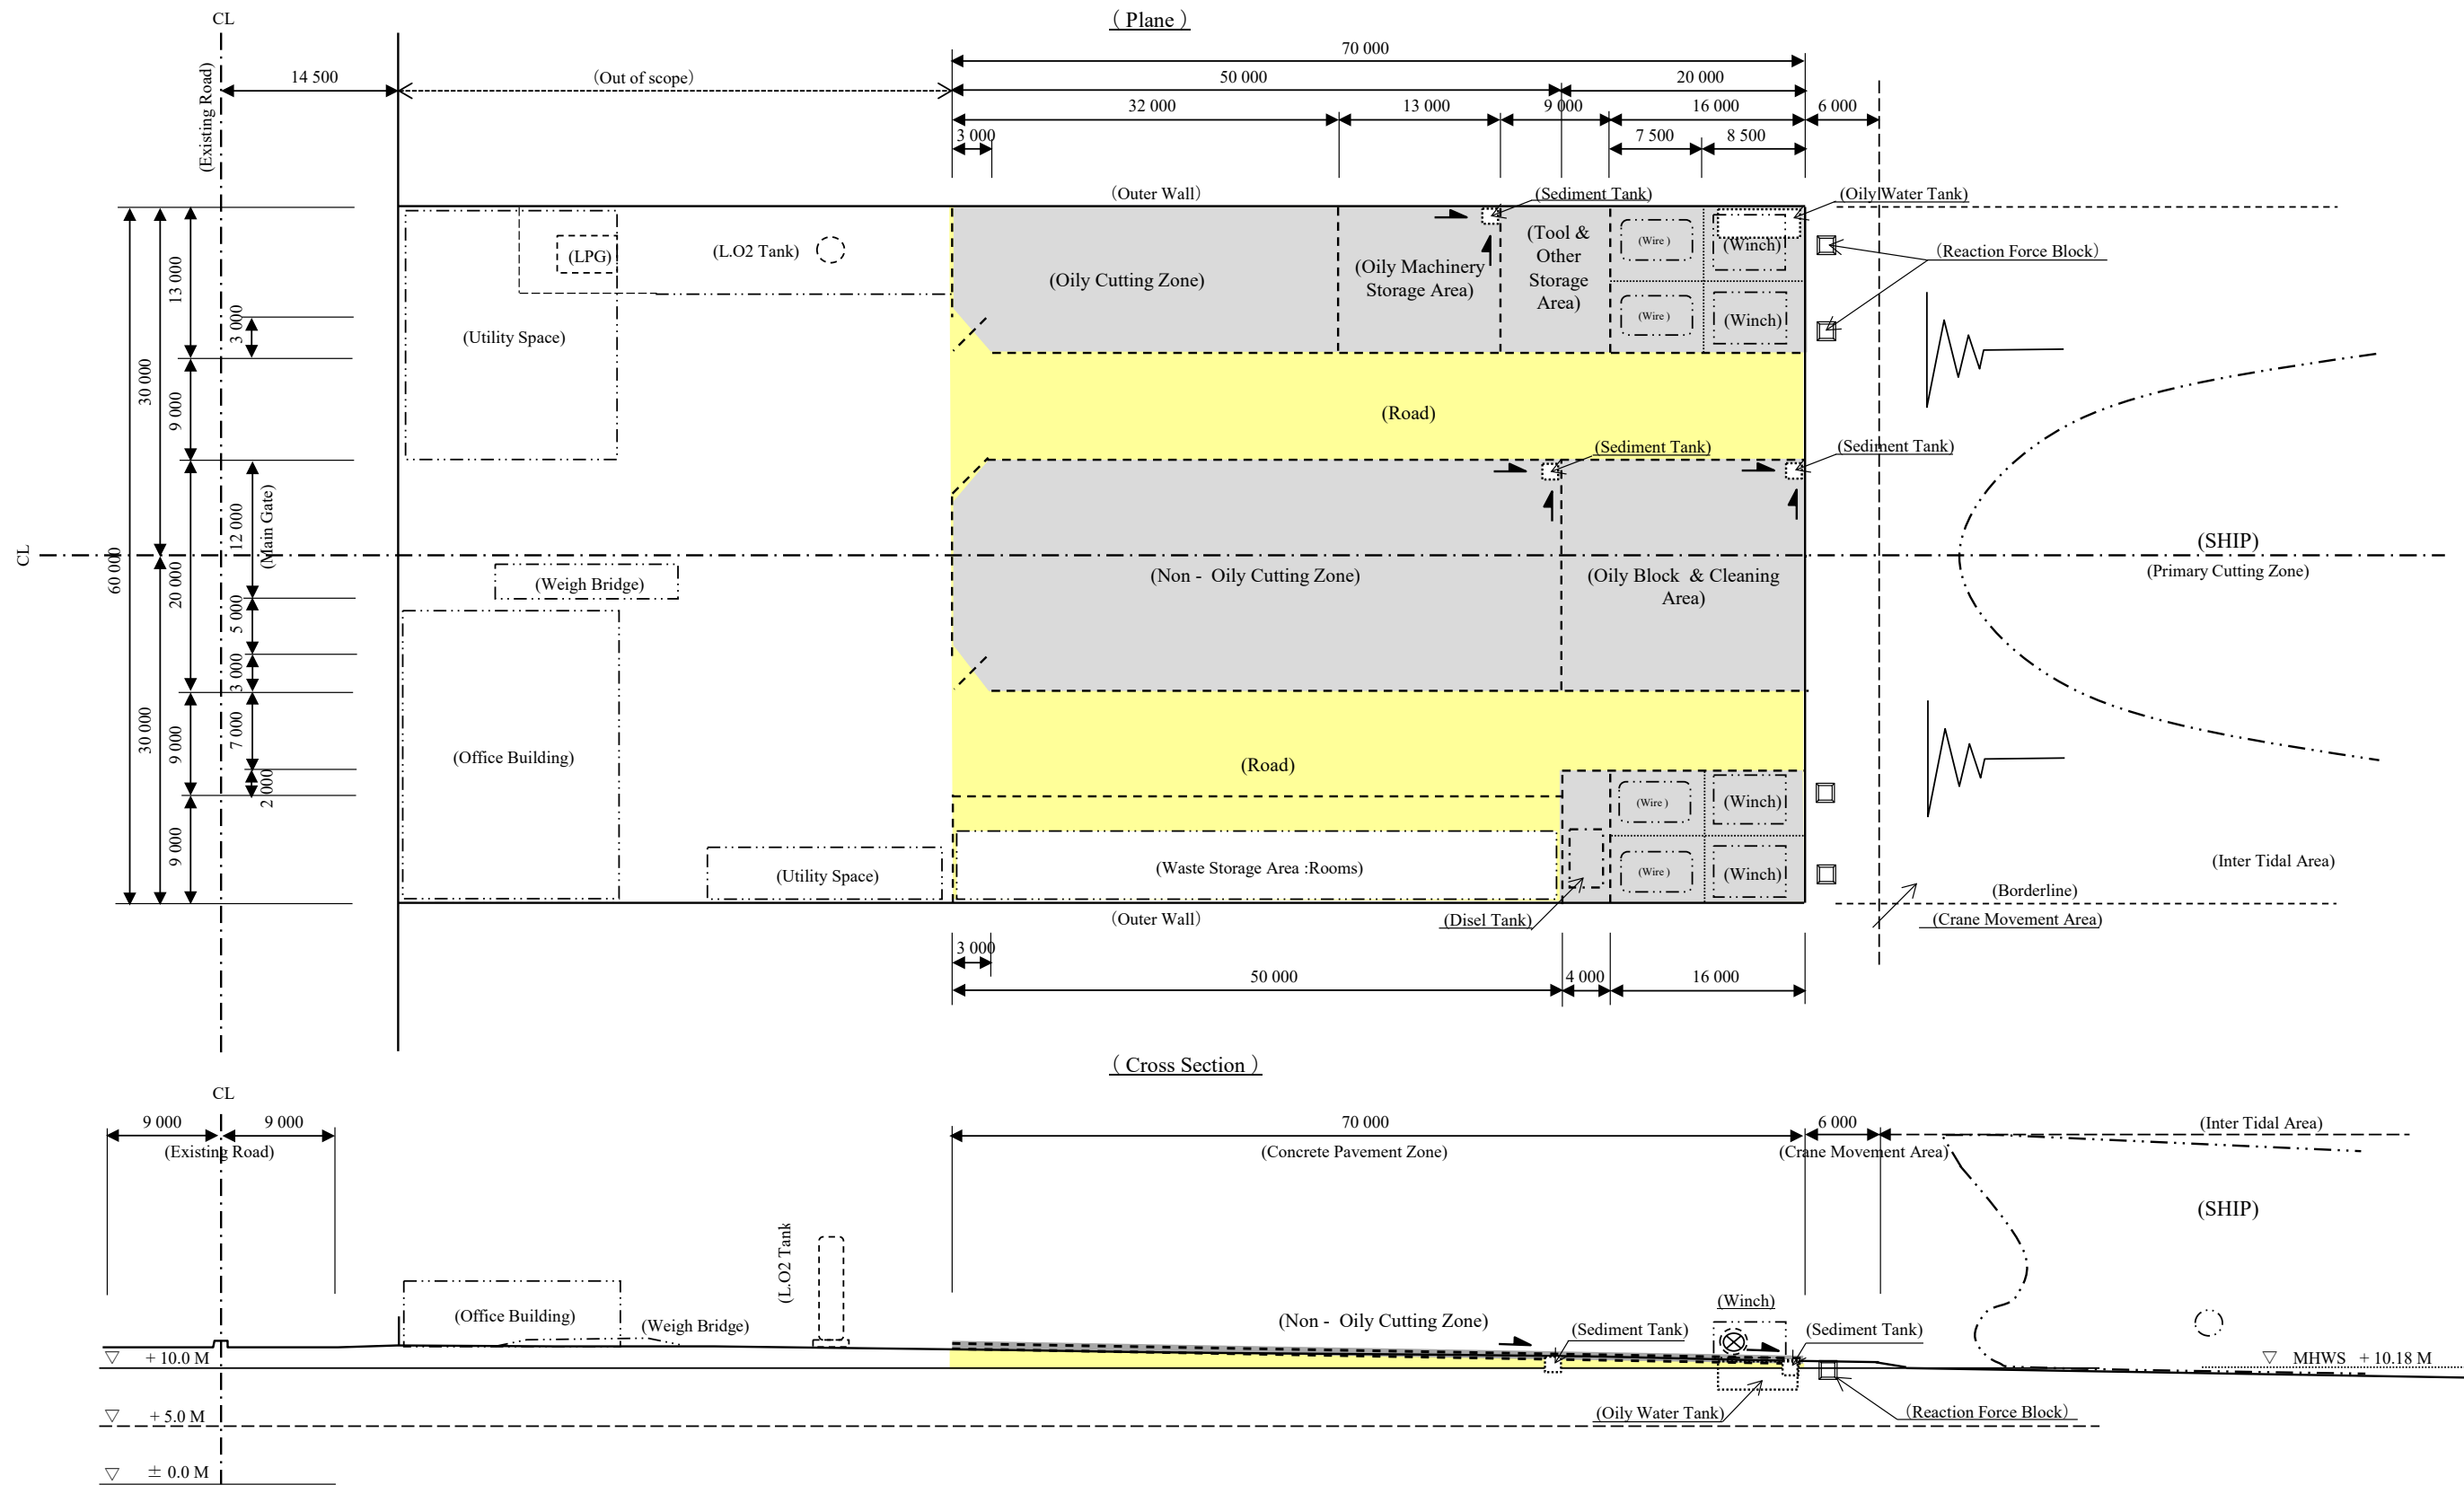 CL
( Plane )
70 000
(Existing Road)
14 500
(Out of scope)
50 000
20 000
32 000
13 000
9 000
16 000
6 000
3 000
7 500
8 500
(Outer Wall)
(Sediment Tank)
(Oily Water Tank)
(LPG)
(L.O2 Tank)
(Oily Cutting Zone)
(Oily Machinery
Storage Area)
(Tool &
Other
Storage
Area)
(Wire )
(Winch)
(Reaction Force Block)
(Wire )
(Winch)
(Utility Space)
13 000
3 000
30 000
9 000
(Road)
(Sediment Tank)
(Sediment Tank)
12 000
(Main Gate)
CL
60 000
20 000
5 000
3 000
(Weigh Bridge)
(Non - Oily Cutting Zone)
(Oily Block & Cleaning
Area)
(SHIP)
(Primary Cutting Zone)
30 000
9 000
7 000
2 000
9 000
(Office Building)
(Road)
(Wire )
(Winch)
(Utility Space)
(Waste Storage Area :Rooms)
(Wire )
(Winch)
(Inter Tidal Area)
(Borderline)
(Outer Wall)
(Disel Tank)
(Crane Movement Area)
3 000
50 000
4 000
16 000
( Cross Section )
CL
9 000
9 000
(Existing Road)
70 000
(Concrete Pavement Zone)
6 000
(Crane Movement Area)
(Inter Tidal Area)
(SHIP)
(L.O2 Tank
(Office Building)
(Weigh Bridge)
(Non - Oily Cutting Zone)
(Sediment Tank)
(Winch)
(Sediment Tank)
▽ + 10.0 M
▽ MHWS + 10.18 M
▽ + 5.0 M
(Oily Water Tank)
(Reaction Force Block)
▽ ± 0.0 M